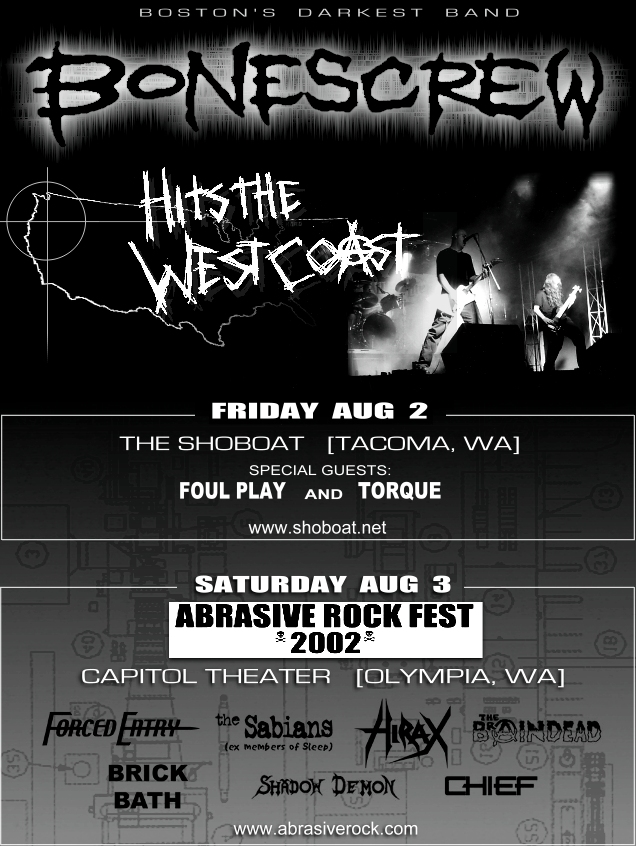 BOSTON'S DARKEST BAND
BONESCREW
HITS THE
WEST COAST
FRIDAY AUG 2
THE SHOBOAT [TACOMA, WA]
SPECIAL GUESTS:
FOUL PLAY AND TORQUE
www.shoboat.net
SATURDAY AUG 3
ABRASIVE ROCK FEST
2002
CAPITOL THEATER [OLYMPIA, WA]
FORCED ENTRY
the Sabians
(ex members of Sleep)
HIRAX
THE BRAINDEAD
BRICK
BATH
SHADOW DEMON
CHIEF
www.abrasiverock.com